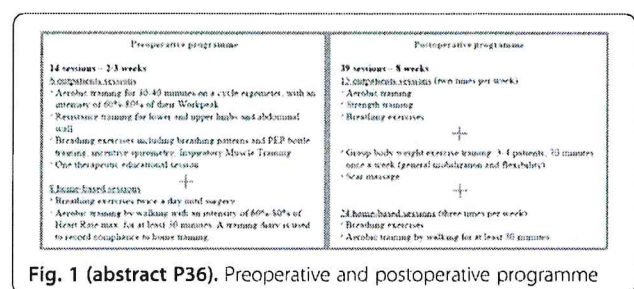 Preoperative programme
14 sessions - 2-3 weeks
6 outpatients sessions
* Aerobic training for 30-40 minutes on a cycle ergometer, with an
intensity of 60%-80% of their Workpeak
* Resistance training for lower and upper limbs and abdominal
wall
* Breathing exercises including breathing patterns and PEP bottle
training, incentive spirometry, Inspiratory Muscle Training
* One therapeutic educational session
+
8 home-based sessions
* Breathing exercises twice a day until surgery
* Aerobic training by walking with an intensity of 60%-80% of
Heart Rate max. for at least 30 minutes. A training diary is used
to record compliance to home training
Postoperative programme
39 sessions - 8 weeks
15 outpatients sessions (two times per week)
* Aerobic training
* Strength training
* Breathing exercises
+
* Group body weight exercise training 3-4 patients, 30 minutes
once a week (general mobilization and flexibility)
* Scar massage
+
24 home-based sessions (three times per week)
* Breathing exercises
* Aerobic training by walking for at least 30 minutes
Fig. 1 (abstract P36). Preoperative and postoperative programme